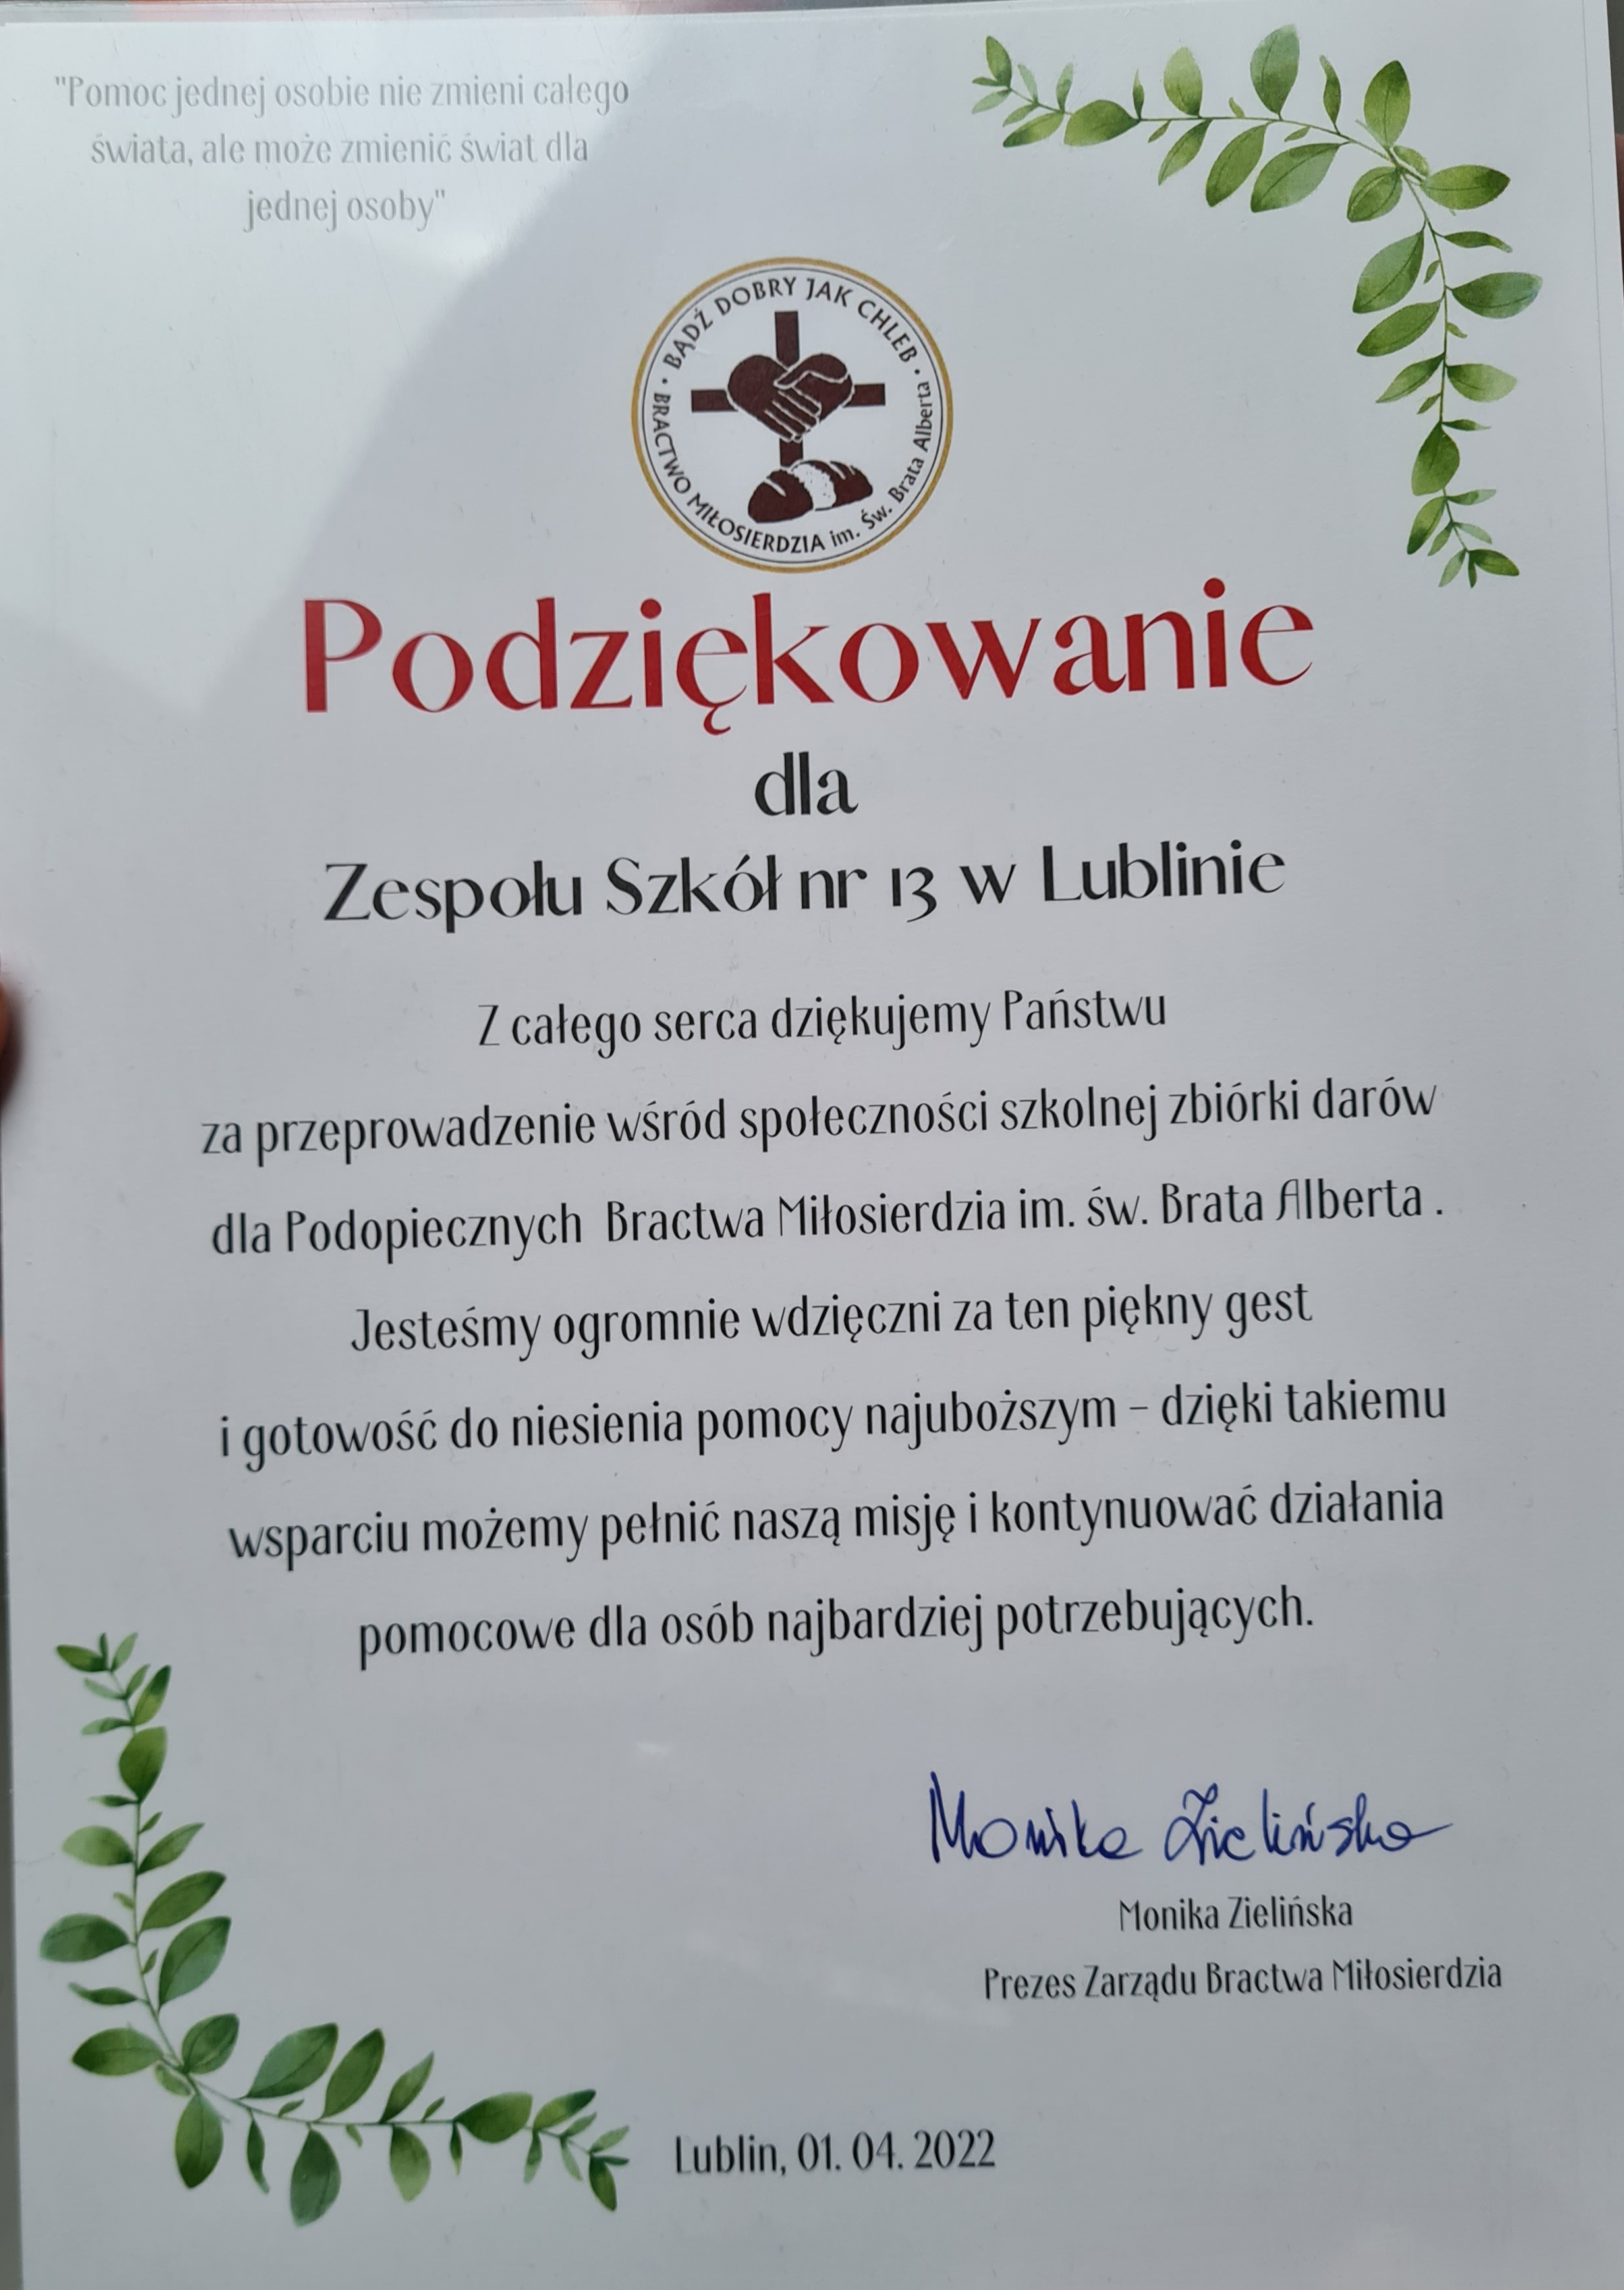 "Pomoc jednej osobie nie zmieni całego
świata, ale może zmienić świat dla
jednej osoby"
• BĄDŹ DOBRY JAK CHLEB •
BRACTWO MIŁOSIERDZIA im. Św. Brata Alberta
Podziękowanie
dla
Zespołu Szkół nr 13 w Lublinie
Z całego serca dziękujemy Państwu
za przeprowadzenie wśród społeczności szkolnej zbiórki darów
dla Podopiecznych Bractwa Miłosierdzia im. św. Brata Alberta .
Jesteśmy ogromnie wdzięczni za ten piękny gest
i gotowość do niesienia pomocy najuboższym – dzięki takiemu
wsparciu możemy pełnić naszą misję i kontynuować działania
pomocowe dla osób najbardziej potrzebujących.
Monika Zielińska
Monika Zielińska
Prezes Zarządu Bractwa Miłosierdzia
Lublin, 01. 04. 2022